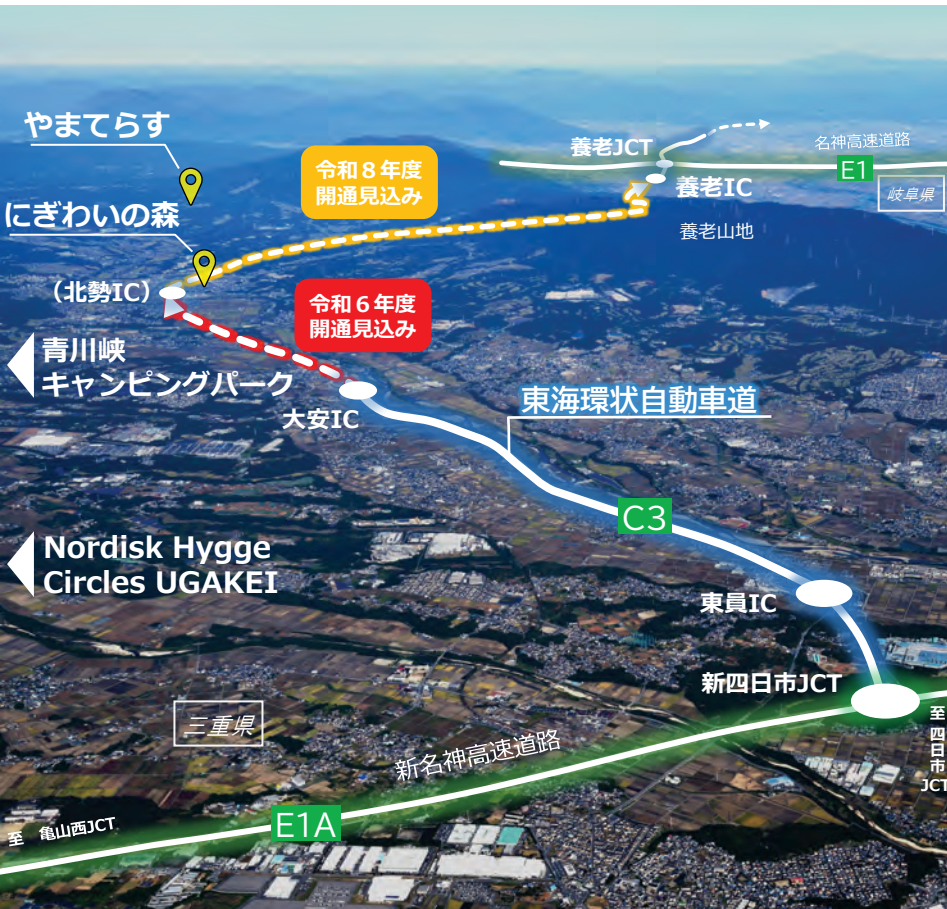 やまてらす
養老JCT
名神高速道路
E1
令和8年度
開通見込み
養老IC
岐阜県
にぎわいの森
養老山地
(北勢IC)
令和6年度
開通見込み
青川峡
キャンピングパーク
大安IC
東海環状自動車道
C3
Nordisk Hygge
Circles UGAKEI
東員IC
新四日市JCT
三重県
至 四日市JCT
新名神高速道路
E1A
至 亀山西JCT